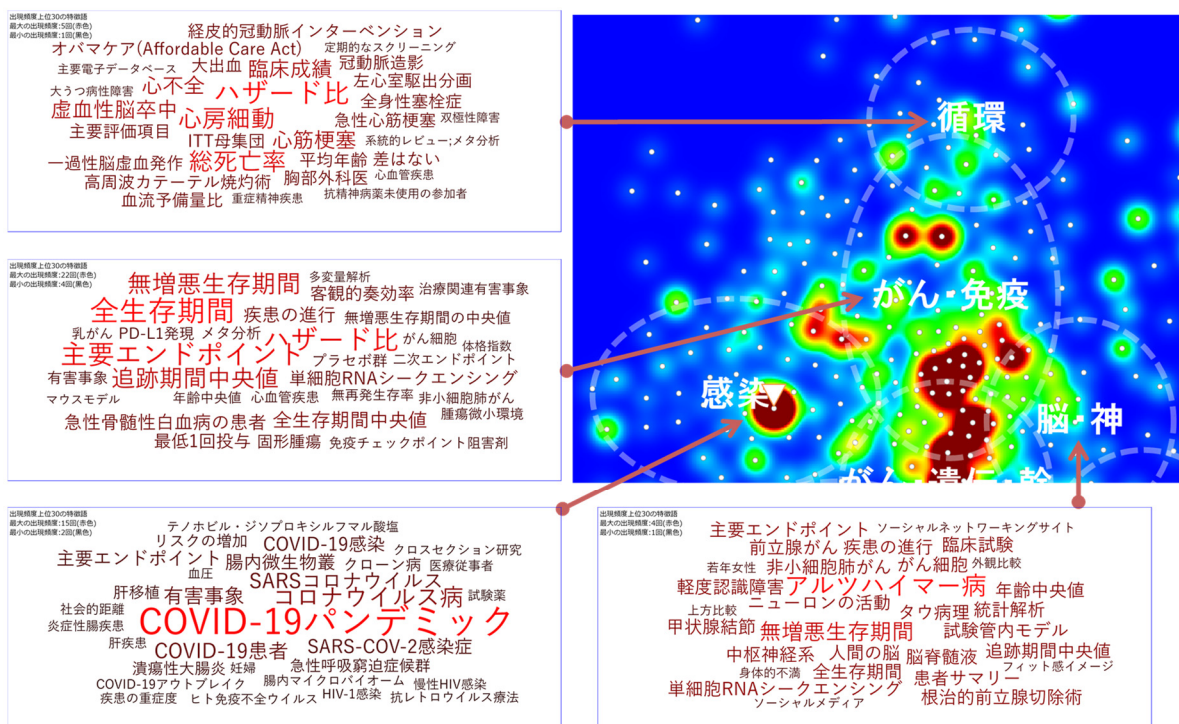 出現頻度上位30の特徴語
最大の出現頻度:5回(赤色)
最小の出現頻度:1回(黒色)
経皮的冠動脈インターベンション
オバマケア(Affordable Care Act) 定期的なスクリーニング
主要電子データベース 大出血 臨床成績 冠動脈造影
大うつ病性障害 心不全 ハザード比 左心室駆出分画
虚血性脳卒中 心房細動 全身性塞栓症
急性心筋梗塞 双極性障害
主要評価項目 ITT母集団 心筋梗塞 系統的レビュー;メタ分析
一過性脳虚血発作 総死亡率 平均年齢 差はない
高周波カテーテル焼灼術 胸部外科医 心血管疾患
血流予備量比 重症精神疾患 抗精神病薬未使用の参加者
循環
がん・免疫
感染
脳・神
がん・遺伝・幹
出現頻度上位30の特徴語
最大の出現頻度:22回(赤色)
最小の出現頻度:4回(黒色)
無増悪生存期間 多変量解析
客観的奏効率 治療関連有害事象
全生存期間 疾患の進行 無増悪生存期間の中央値
乳がん PD-L1発現 メタ分析 ハザード比 がん細胞 体格指数
主要エンドポイント プラセボ群 二次エンドポイント
有害事象 追跡期間中央値 単細胞RNAシークエンシング
マウスモデル 年齢中央値 心血管疾患 無再発生存率 非小細胞肺がん
急性骨髄性白血病の患者 全生存期間中央値 腫瘍微小環境
最低1回投与 固形腫瘍 免疫チェックポイント阻害剤
出現頻度上位30の特徴語
最大の出現頻度:15回(赤色)
最小の出現頻度:2回(黒色)
テノホビル・ジソプロキシルフマル酸塩
リスクの増加 COVID-19感染 クロスセクション研究
主要エンドポイント 腸内微生物叢 クローン病 医療従事者
血圧 SARSコロナウイルス
肝移植 有害事象 コロナウイルス病 試験薬
社会的距離 COVID-19パンデミック
炎症性腸疾患
肝疾患 COVID-19患者 SARS-COV-2感染症
潰瘍性大腸炎 妊婦 急性呼吸窮迫症候群
COVID-19アウトブレイク 腸内マイクロバイオーム 慢性HIV感染
疾患の重症度 ヒト免疫不全ウイルス HIV-1感染 抗レトロウイルス療法
出現頻度上位30の特徴語
最大の出現頻度:4回(赤色)
最小の出現頻度:1回(黒色)
主要エンドポイント ソーシャルネットワーキングサイト
前立腺がん 疾患の進行 臨床試験
若年女性 非小細胞肺がん がん細胞 外観比較
軽度認識障害 アルツハイマー病 年齢中央値
上方比較 ニューロンの活動 タウ病理 統計解析
甲状腺結節 無増悪生存期間 試験管内モデル
中枢神経系 人間の脳 脳脊髄液 追跡期間中央値
身体的不満 全生存期間 患者サマリー フィット感イメージ
単細胞RNAシークエンシング 根治的前立腺切除術
ソーシャルメディア